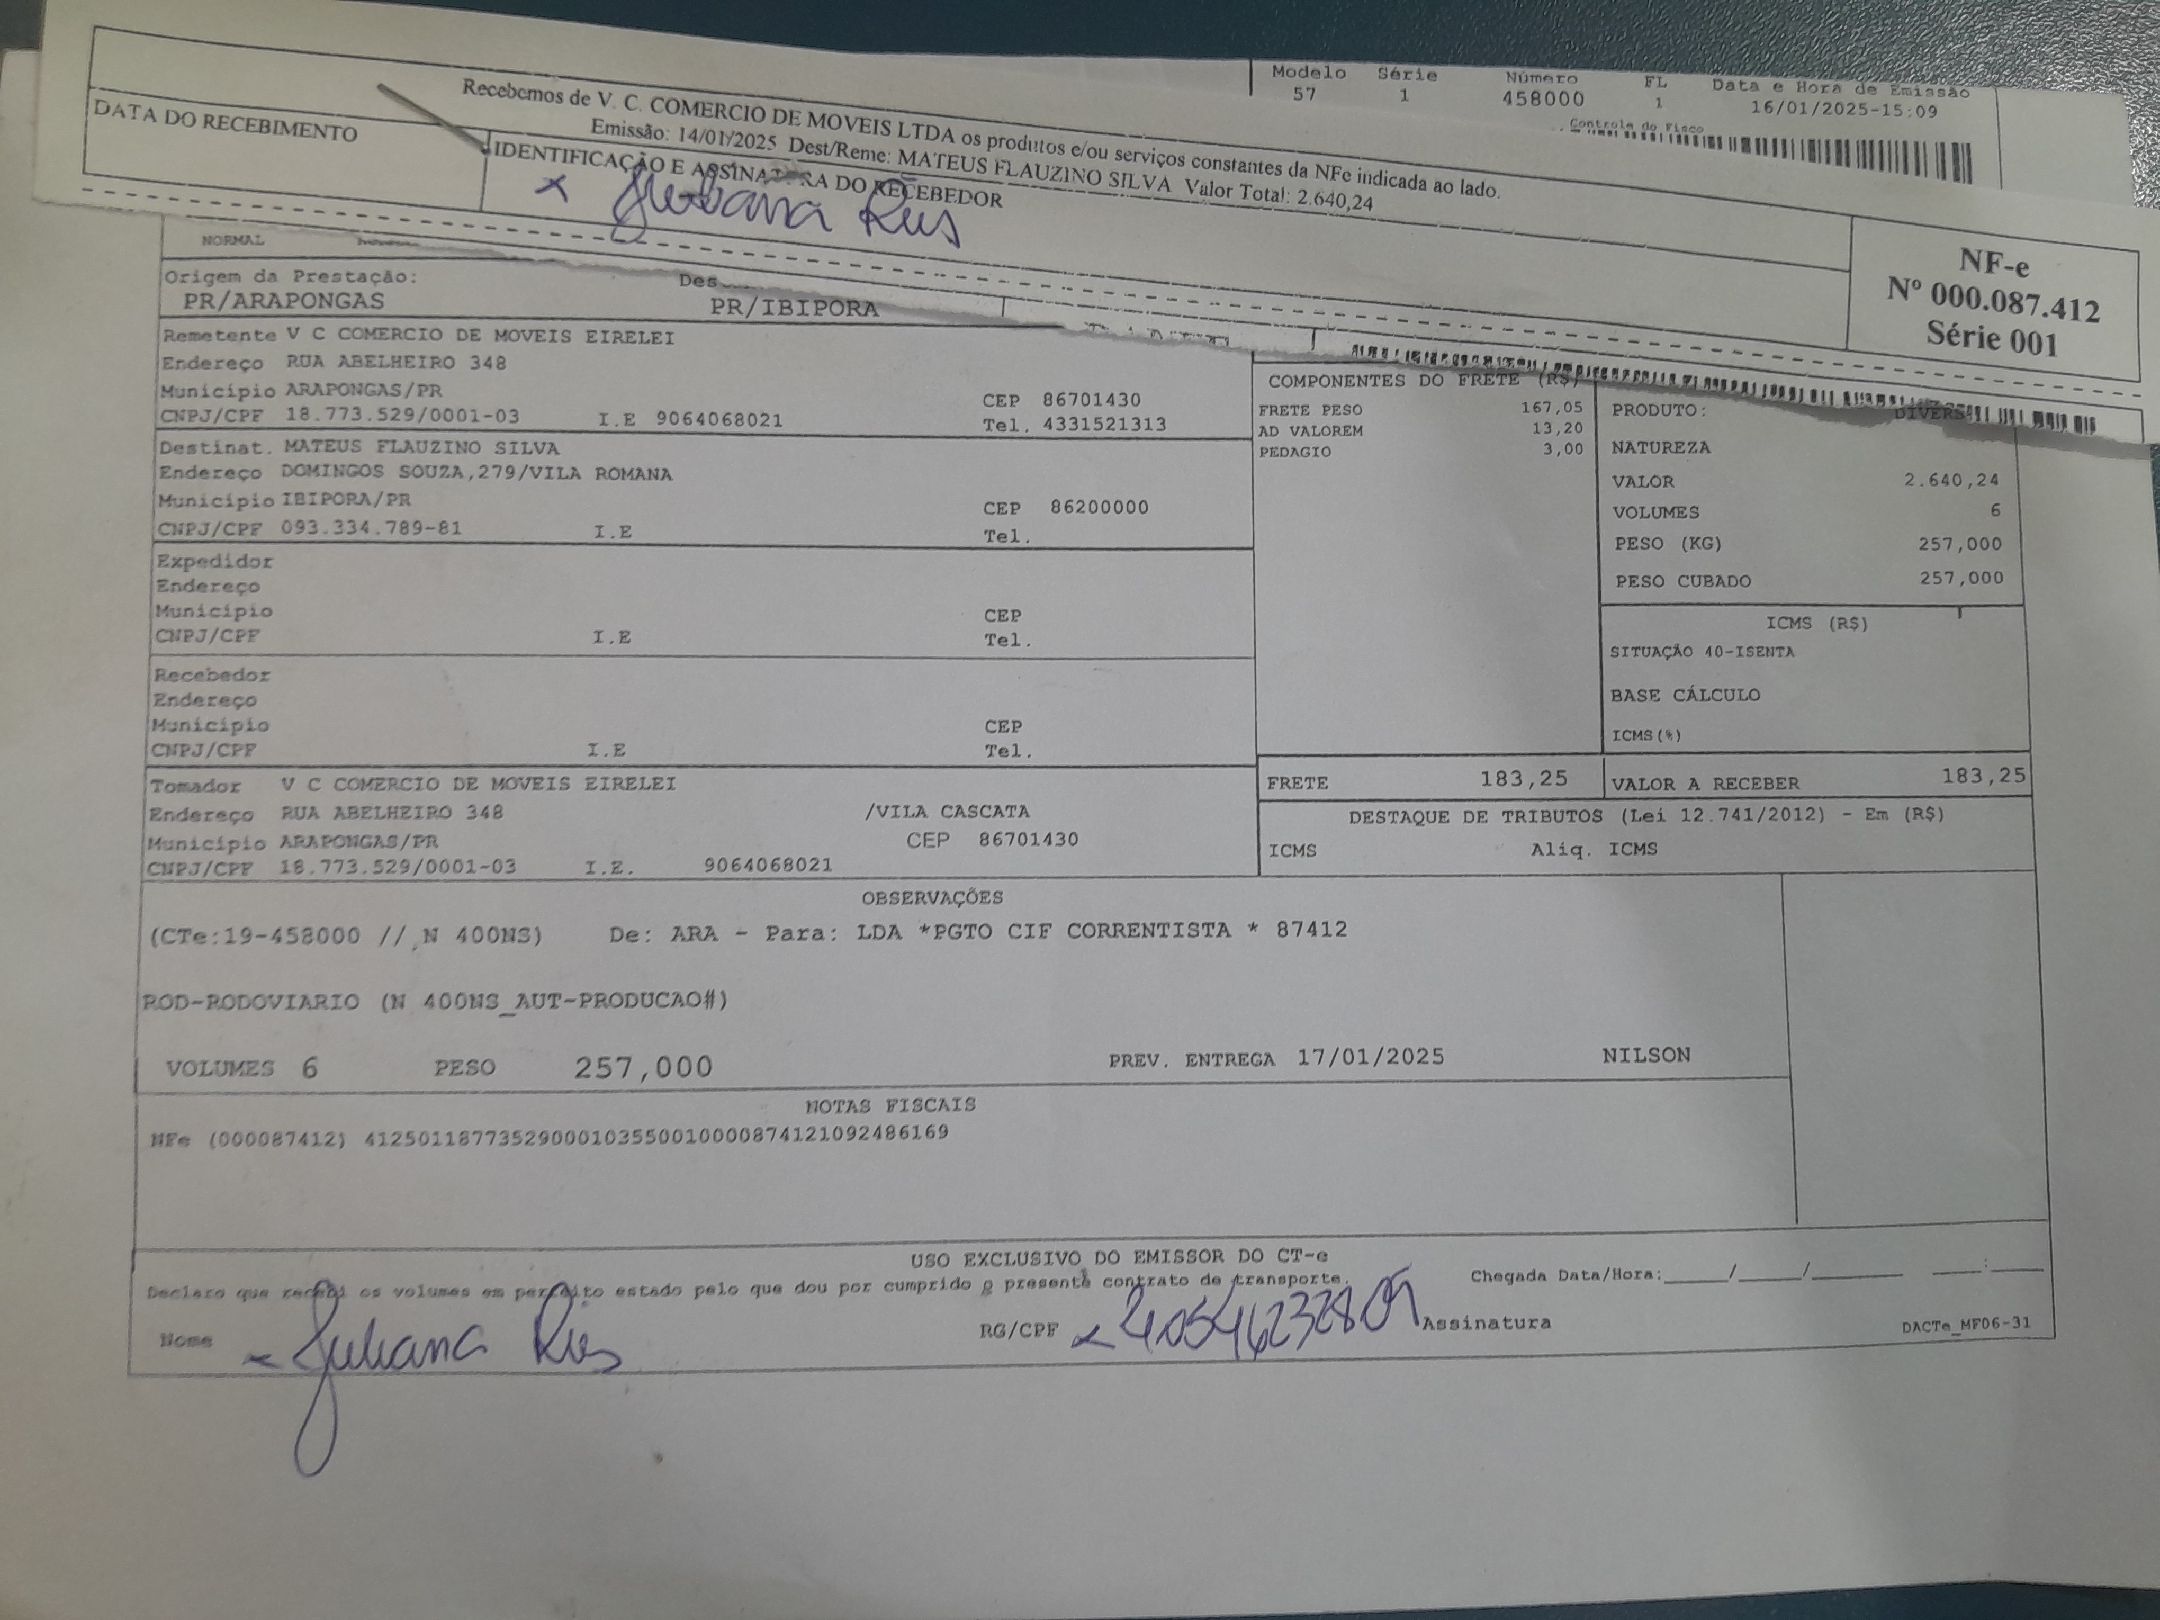 Recebemos de V. C. COMERCIO DE MOVEIS LTDA os produtos e/ou serviços constantes da NFe indicada ao lado.
Emissão: 14/01/2025 Dest/Reme: MATEUS FLAUZINO SILVA Valor Total: 2.640,24
DATA DO RECEBIMENTO
IDENTIFICAÇÃO E ASSINATURA DO RECEBEDOR
x Juliana
NF-e
Nº 000.087.412
Série 001
Modelo Série Número FL Data e Hora de Emissão
57 1 458000 1 16/01/2025-15:09
Controle do Fisco
NORMAL
Origem da Prestação:
PR/ARAPONGAS PR/IBIPORA
Remetente V C COMERCIO DE MOVEIS EIRELEI
Endereço RUA ABELHEIRO 348
Município ARAPONGAS/PR CEP 86701430
CNPJ/CPF 18.773.529/0001-03 I.E 9064068021 Tel. 4331521313
Destinat. MATEUS FLAUZINO SILVA
Endereço DOMINGOS SOUZA,279/VILA ROMANA
Município IBIPORA/PR CEP 86200000
CNPJ/CPF 093.334.789-81 I.E Tel.
Expedidor
Endereço
Município CEP
CNPJ/CPF I.E Tel.
Recebedor
Endereço
Município CEP
CNPJ/CPF I.E Tel.
Tomador V C COMERCIO DE MOVEIS EIRELEI
Endereço RUA ABELHEIRO 348 /VILA CASCATA
Município ARAPONGAS/PR CEP 86701430
CNPJ/CPF 18.773.529/0001-03 I.E. 9064068021
COMPONENTES DO FRETE (R$)
FRETE PESO 167,05
AD VALOREM 13,20
PEDAGIO 3,00
PRODUTO: DIVERS
NATUREZA
VALOR 2.640,24
VOLUMES 6
PESO (KG) 257,000
PESO CUBADO 257,000
ICMS (R$)
SITUAÇÃO 40-ISENTA
BASE CÁLCULO
ICMS(%)
FRETE 183,25 VALOR A RECEBER 183,25
DESTAQUE DE TRIBUTOS (Lei 12.741/2012) - Em (R$)
ICMS Aliq. ICMS
OBSERVAÇÕES
(CTe:19-458000 // N 400NS) De: ARA - Para: LDA *PGTO CIF CORRENTISTA * 87412
ROD-RODOVIARIO (N 400NS_AUT-PRODUCAO#)
VOLUMES 6 PESO 257,000 PREV. ENTREGA 17/01/2025 NILSON
NOTAS FISCAIS
NFe (000087412) 41250118773529000103550010000874121092486169
USO EXCLUSIVO DO EMISSOR DO CT-e
Declaro que recebi os volumes em perfeito estado pelo que dou por cumprido o presente contrato de transporte. Chegada Data/Hora:____/____/______ ____:____
Nome x Juliana RG/CPF x Assinatura DACTe_MF06-31